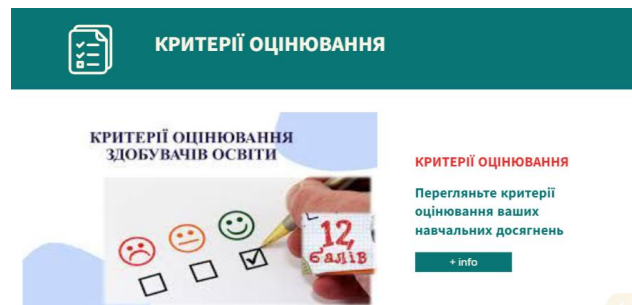 КРИТЕРІЇ ОЦІНЮВАННЯ
КРИТЕРІЇ ОЦІНЮВАННЯ
ЗДОБУВАЧІВ ОСВІТИ
12
балів
КРИТЕРІЇ ОЦІНЮВАННЯ
Перегляньте критерії
оцінювання ваших
навчальних досягнень
+ info